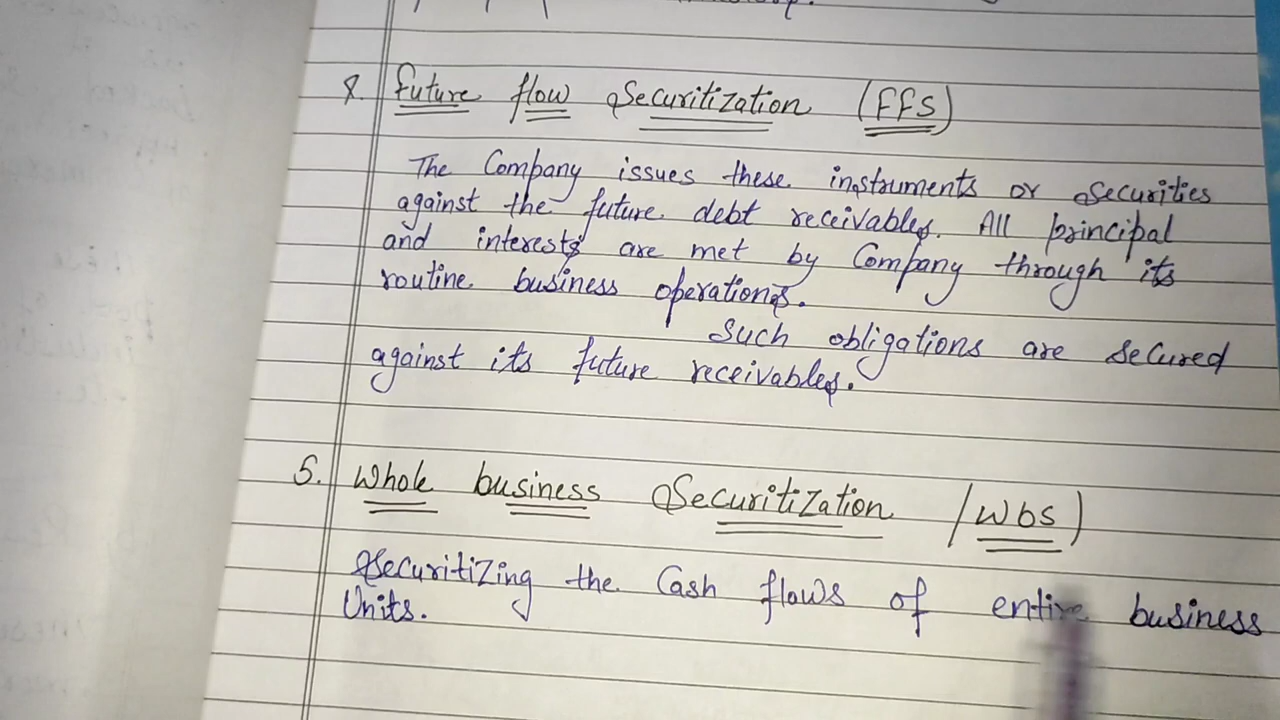 8. Future flow Securitization (FFS)
The Company issues these instruments or Securities
against the future debt receivables. All principal
and interests are met by Company through its
routine business operations.
Such obligations are secured
against its future receivables.
5. Whole business Securitization (WbS)
Securitizing the Cash flows of entire business
Units.